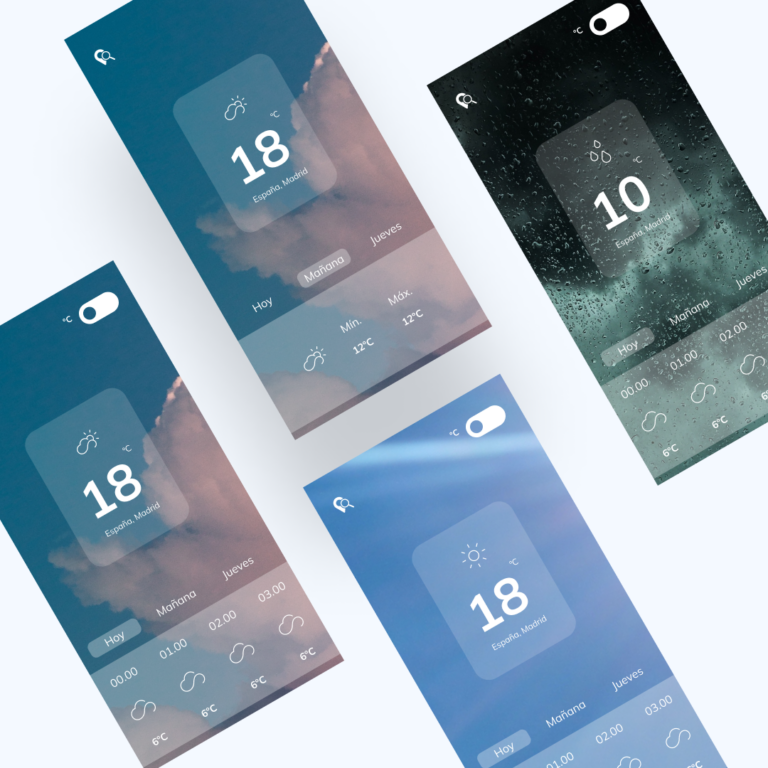 °C
18
España, Madrid
Hoy
Mañana
Jueves
Mín.
Máx.
12°C
12°C
°C
°C
10
España, Madrid
Hoy
Mañana
Jueves
00.00
01.00
02.00
6°C
6°C
°C
°C
18
España, Madrid
Hoy
Mañana
Jueves
00.00
01.00
02.00
03.00
6°C
6°C
6°C
6°C
°C
°C
18
España, Madrid
Hoy
Mañana
Jueves
01.00
02.00
03.00